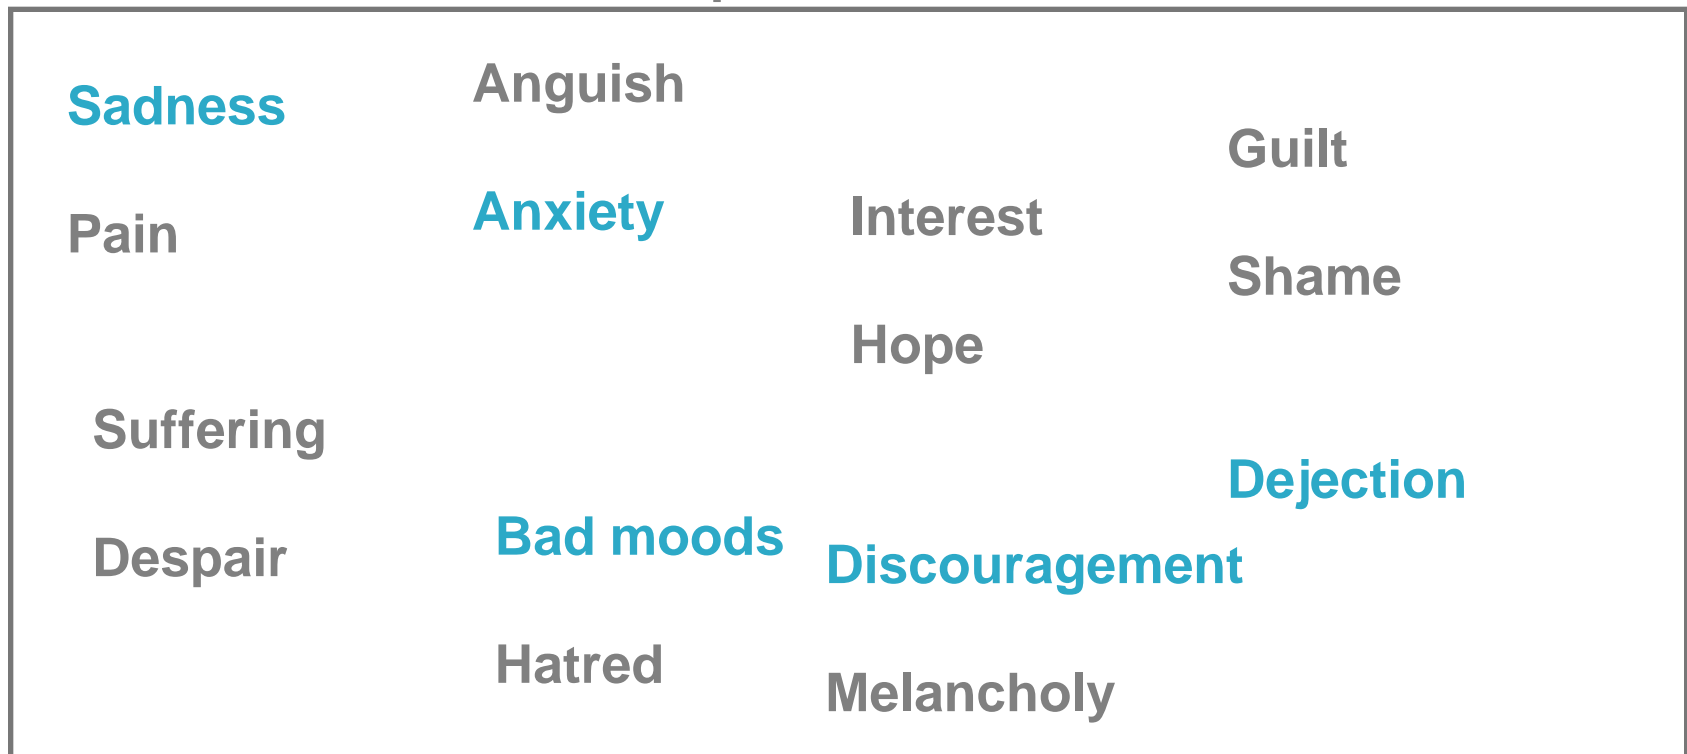 Sadness
Anguish
Guilt
Pain
Anxiety
Interest
Shame
Hope
Suffering
Dejection
Despair
Bad moods
Discouragement
Hatred
Melancholy